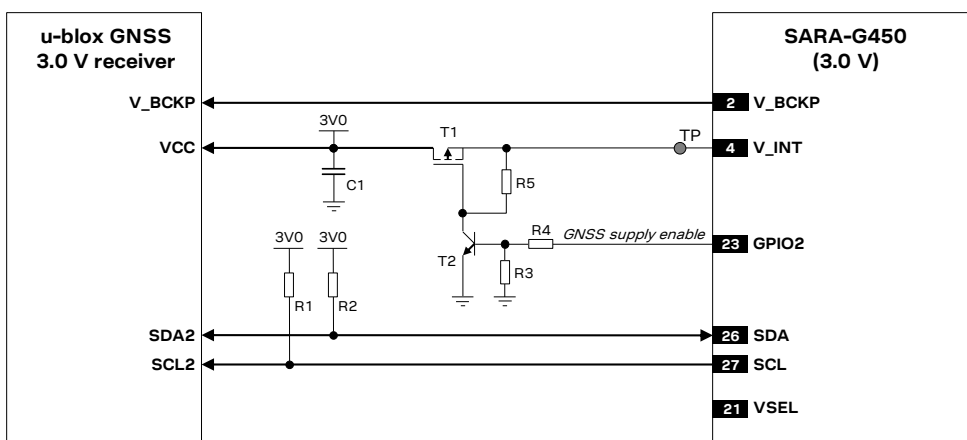 u-blox GNSS
3.0 V receiver
SARA-G450
(3.0 V)
V_BCKP
2 V_BCKP
3V0
T1
TP
VCC
4 V_INT
C1
R5
GNSS supply enable
R4
23 GPIO2
T2
R3
3V0
3V0
R1
R2
SDA2
26 SDA
SCL2
27 SCL
21 VSEL